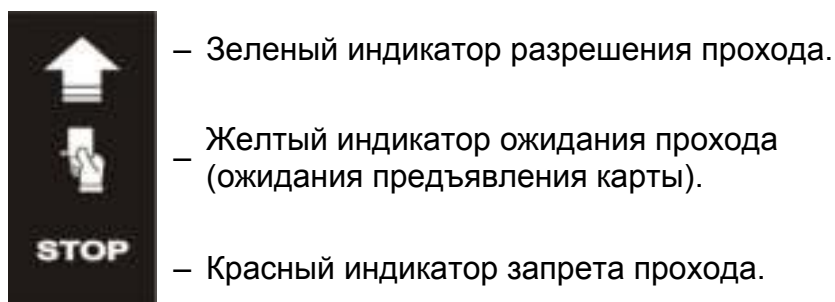 – Зеленый индикатор разрешения прохода.
– Желтый индикатор ожидания прохода
(ожидания предъявления карты).
STOP
– Красный индикатор запрета прохода.